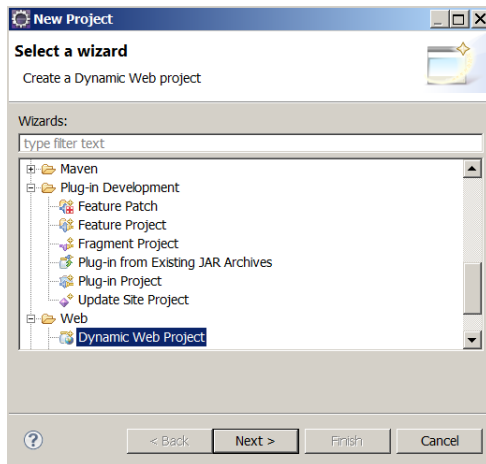 New Project
Select a wizard
Create a Dynamic Web project
Wizards:
type filter text
Maven
Plug-in Development
Feature Patch
Feature Project
Fragment Project
Plug-in from Existing JAR Archives
Plug-in Project
Update Site Project
Web
Dynamic Web Project
< Back Next > Finish Cancel